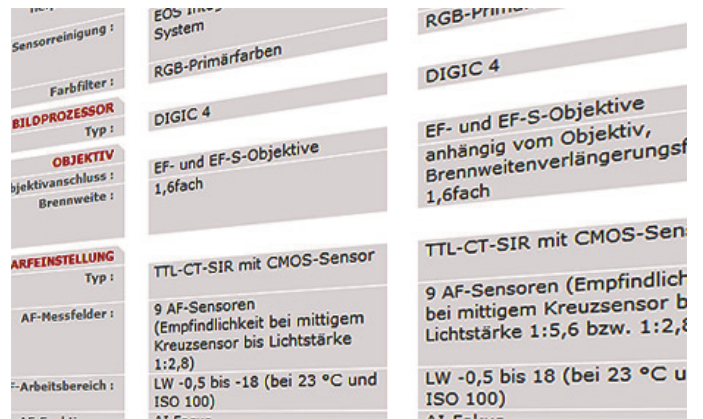 Sensorreinigung :
Farbfilter :
BILDPROZESSOR
Typ :
OBJEKTIV
Brennweite :
Typ :
AF-Messfelder :
-Arbeitsbereich :
EOS
System
RGB-Primärfarben
DIGIC 4
EF- und EF-S-Objektive
1,6fach
TTL-CT-SIR mit CMOS-Sensor
9 AF-Sensoren
(Empfindlichkeit bei mittigem
Kreuzsensor bis Lichtstärke
1:2,8)
LW -0,5 bis -18 (bei 23 °C und
ISO 100)
DIGIC 4
EF- und EF-S-Objektive
anhängig vom Objektiv,
Brennweitenverlängerungsf
1,6fach
TTL-CT-SIR mit CMOS-Sen
9 AF-Sensoren (Empfindlich
bei mittigem Kreuzsensor b
Lichtstärke 1:5,6 bzw. 1:2,8
LW -0,5 bis 18 (bei 23 °C u
ISO 100)